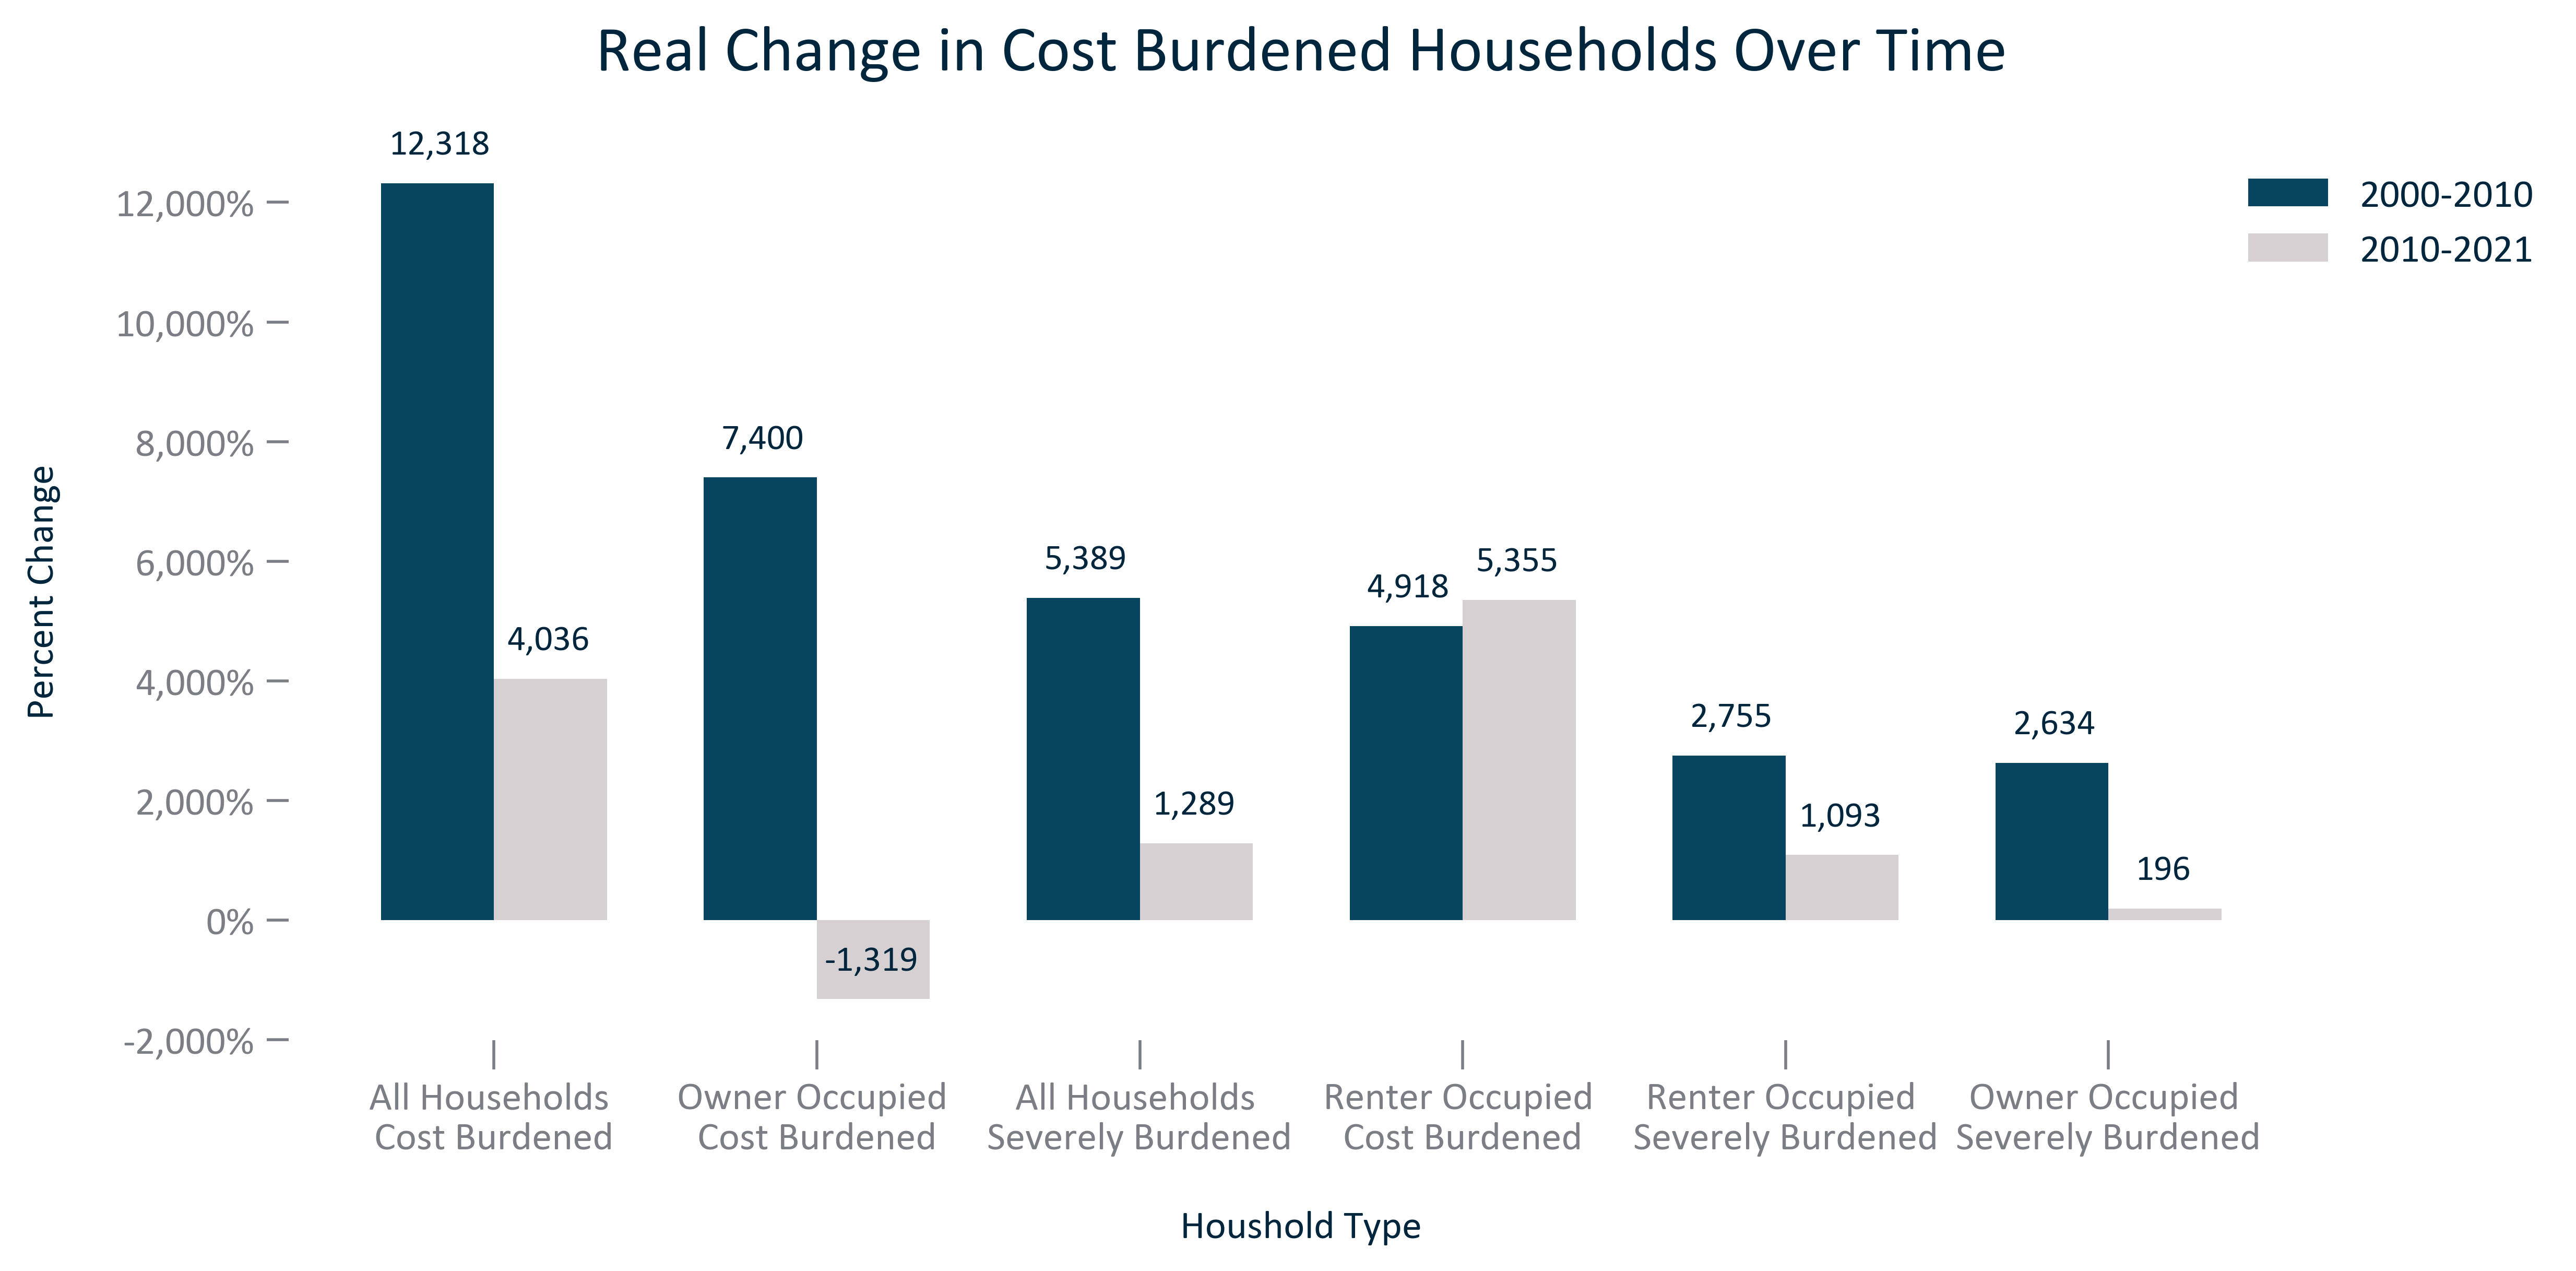 Real Change in Cost Burdened Households Over Time
12,318
12,000%
2000-2010
2010-2021
10,000%
8,000%
7,400
6,000%
5,389
4,918
5,355
Percent Change
4,036
4,000%
2,755
2,634
2,000%
1,289
1,093
196
0%
-1,319
-2,000%
All Households
Cost Burdened
Owner Occupied
Cost Burdened
All Households
Severely Burdened
Renter Occupied
Cost Burdened
Renter Occupied
Severely Burdened
Owner Occupied
Severely Burdened
Houshold Type